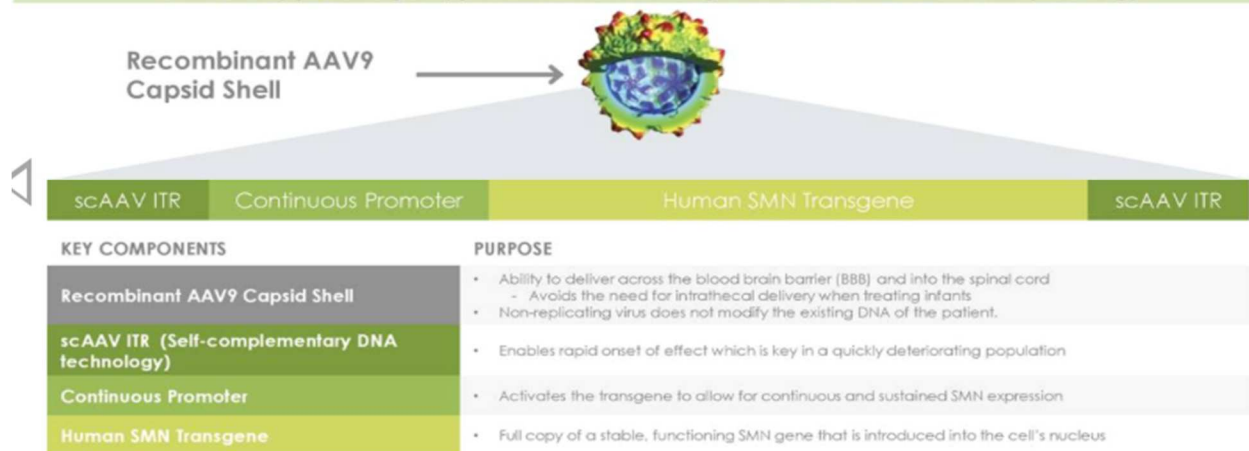 Recombinant AAV9
Capsid Shell
scAAV ITR
Continuous Promoter
Human SMN Transgene
scAAV ITR
KEY COMPONENTS
PURPOSE
Recombinant AAV9 Capsid Shell
• Ability to deliver across the blood brain barrier (BBB) and into the spinal cord
- Avoids the need for intrathecal delivery when treating infants
• Non-replicating virus does not modify the existing DNA of the patient.
scAAV ITR (Self-complementary DNA
technology)
• Enables rapid onset of effect which is key in a quickly deteriorating population
Continuous Promoter
• Activates the transgene to allow for continuous and sustained SMN expression
Human SMN Transgene
• Full copy of a stable, functioning SMN gene that is introduced into the cell's nucleus